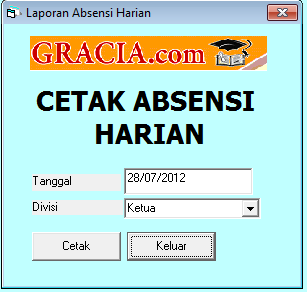 Laporan Absensi Harian
GRACIA.com
CETAK ABSENSI
HARIAN
Tanggal 28/07/2012
Divisi Ketua
Cetak Keluar